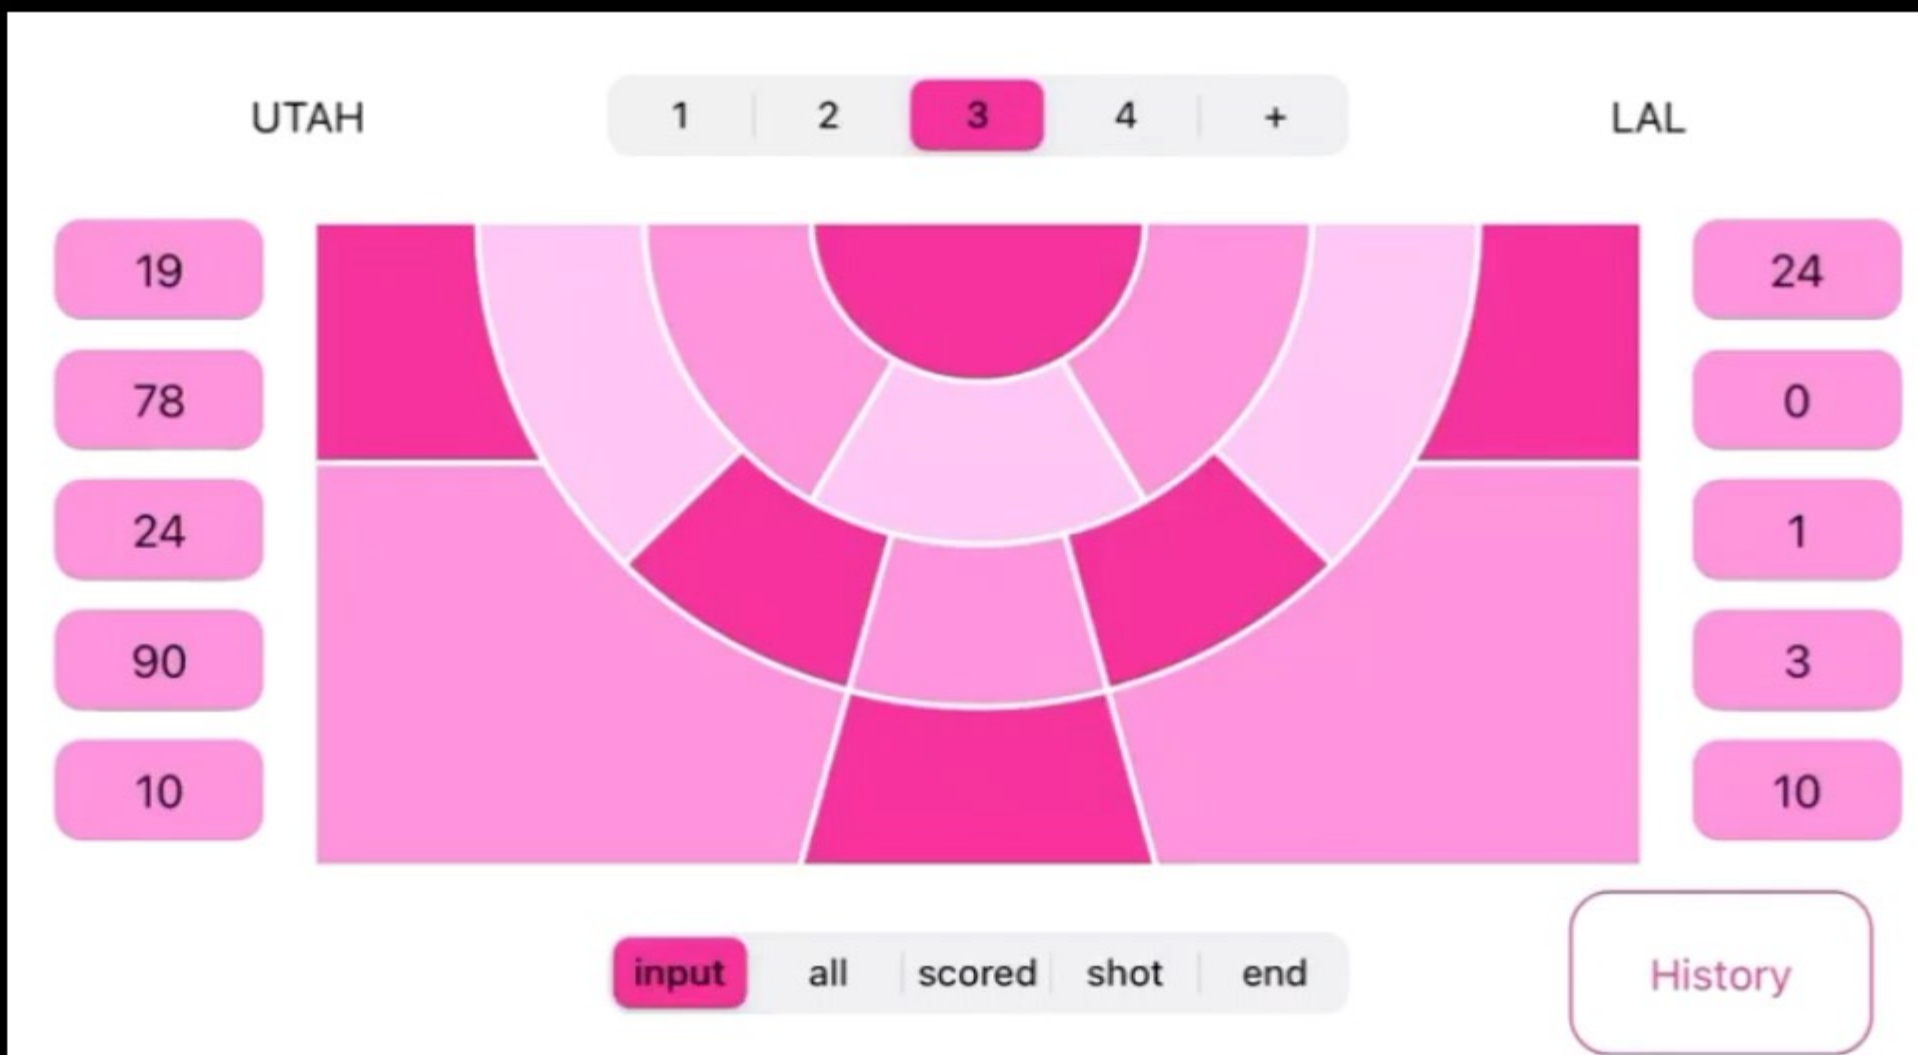 UTAH 1 2 3 4 + LAL
19 24
78 0
24 1
90 3
10 10
input all scored shot end
History